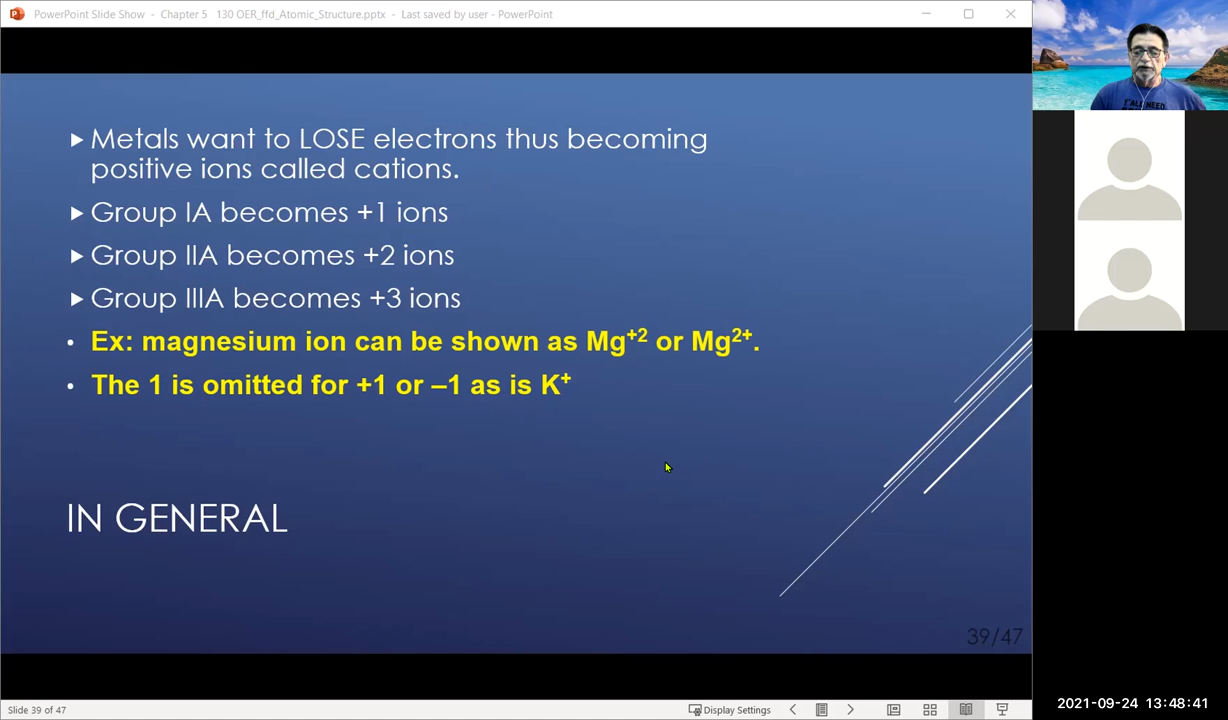 PowerPoint Slide Show - Chapter 5 130 OER_ffd_Atomic_Structure.pptx - Last saved by user - PowerPoint
Metals want to LOSE electrons thus becoming
positive ions called cations.
Group IA becomes +1 ions
Group IIA becomes +2 ions
Group IIIA becomes +3 ions
• Ex: magnesium ion can be shown as Mg⁺² or Mg²⁺.
• The 1 is omitted for +1 or –1 as is K⁺
IN GENERAL
39/47
Slide 39 of 47
Display Settings
Y'ALL NEED
2021-09-24 13:48:41